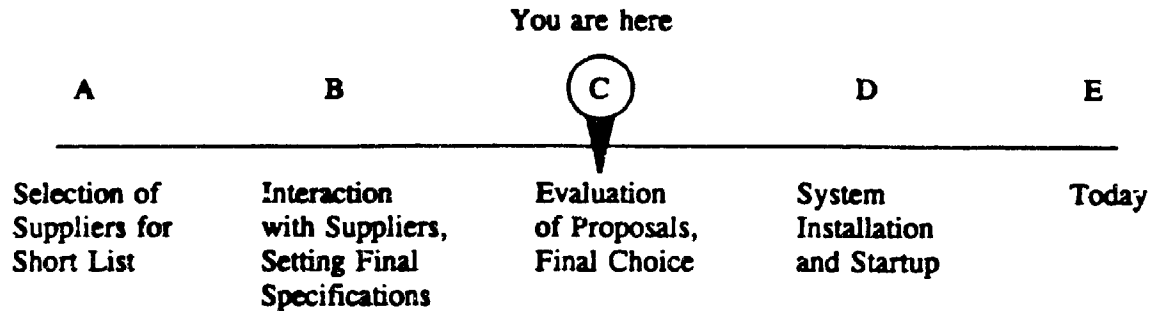 You are here
A B C D E
Selection of Interaction Evaluation System Today
Suppliers for with Suppliers, of Proposals, Installation
Short List Setting Final Final Choice and Startup
Specifications